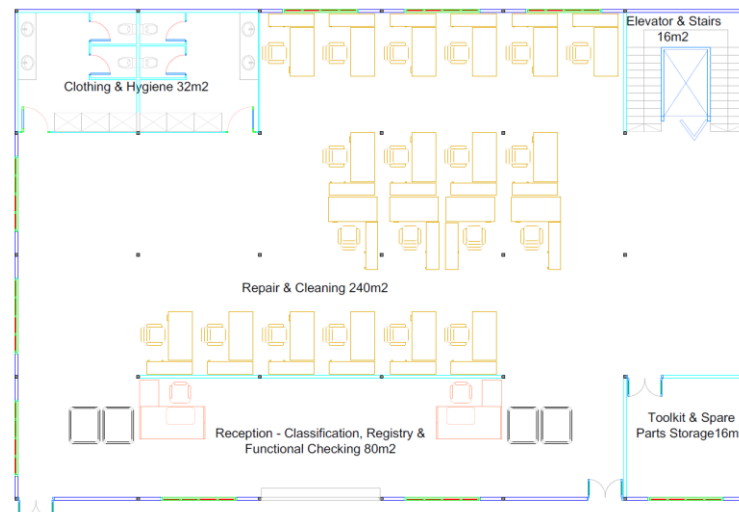 Elevator & Stairs
16m2
Clothing & Hygiene 32m2
Repair & Cleaning 240m2
Reception - Classification, Registry &
Functional Checking 80m2
Toolkit & Spare
Parts Storage16m